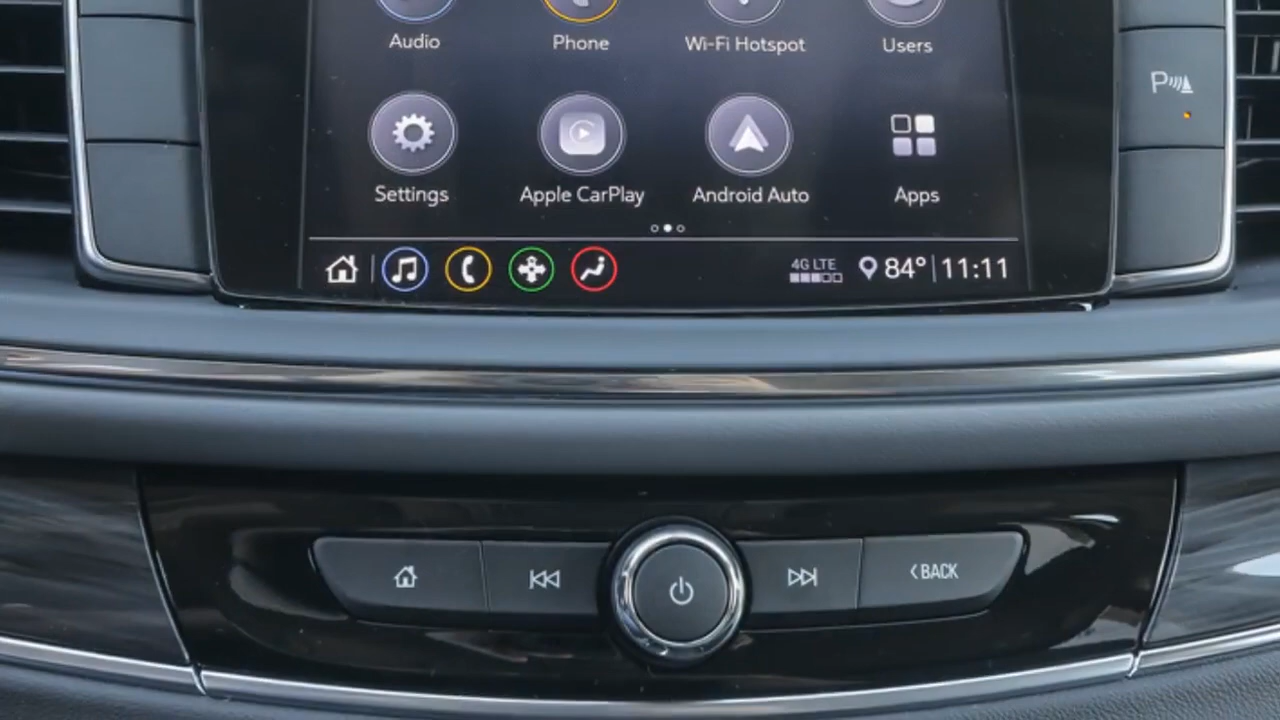 Audio Phone Wi-Fi Hotspot Users
P
Settings Apple CarPlay Android Auto Apps
4G LTE 84° 11:11
BACK